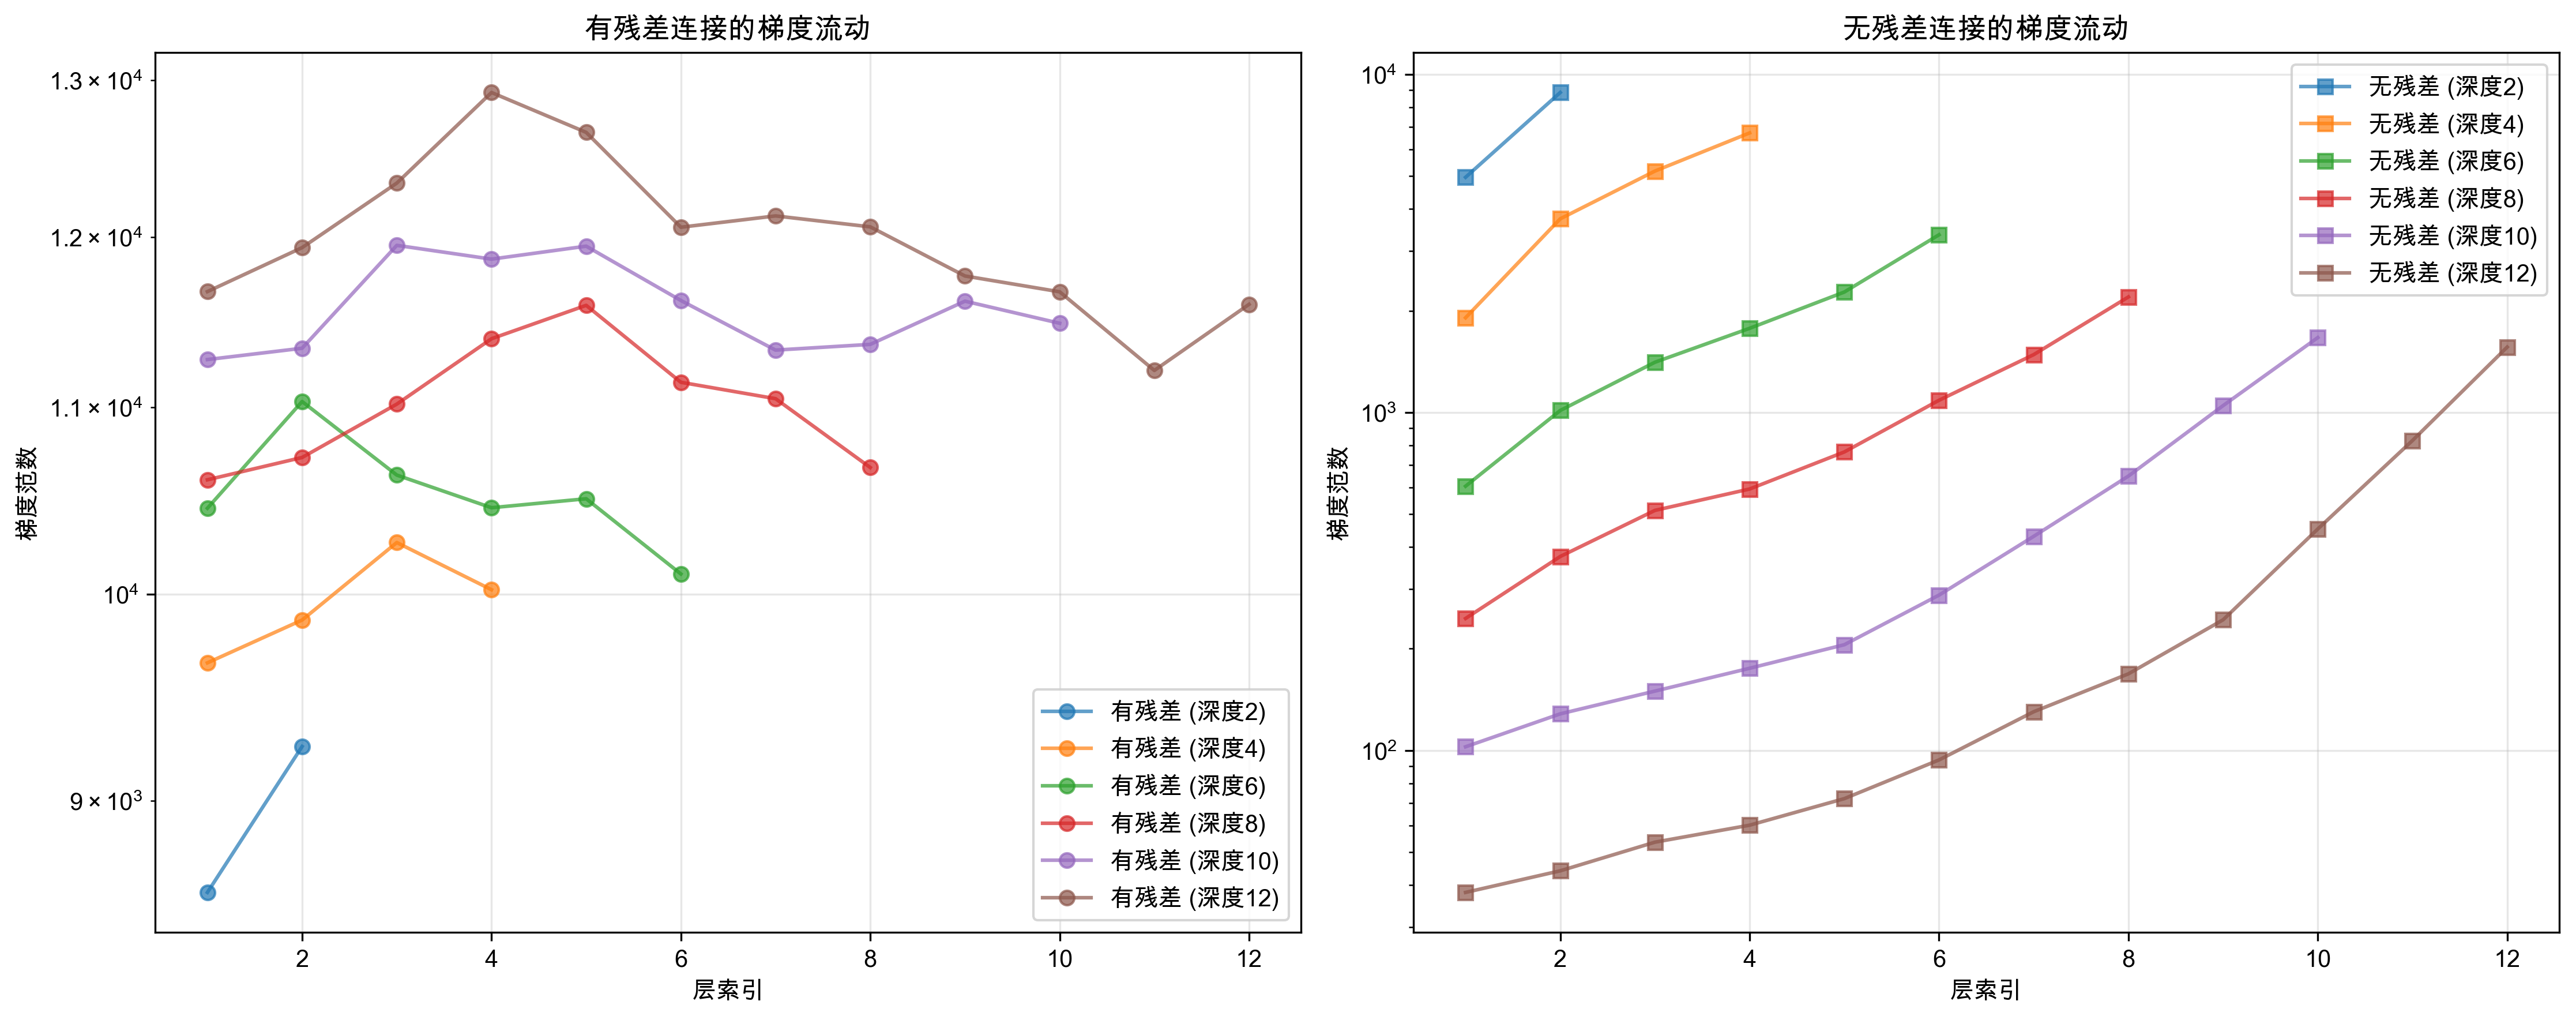 有残差连接的梯度流动
1.3 × 10⁴
1.2 × 10⁴
1.1 × 10⁴
10⁴
9 × 10³
梯度范数
2 4 6 8 10 12
层索引
有残差 (深度2)
有残差 (深度4)
有残差 (深度6)
有残差 (深度8)
有残差 (深度10)
有残差 (深度12)
无残差连接的梯度流动
10⁴
10³
10²
梯度范数
2 4 6 8 10 12
层索引
无残差 (深度2)
无残差 (深度4)
无残差 (深度6)
无残差 (深度8)
无残差 (深度10)
无残差 (深度12)